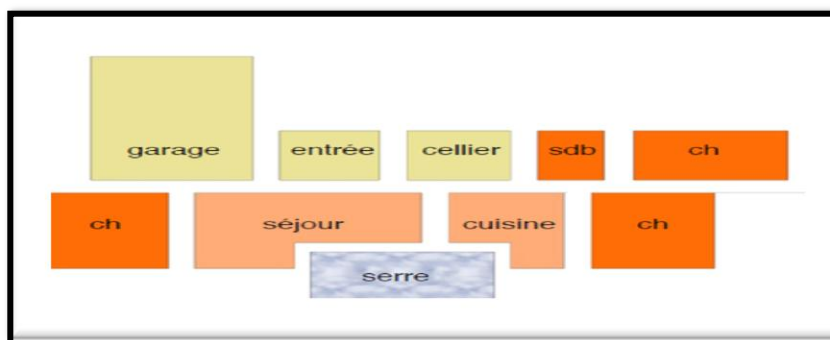 garage entrée cellier sdb ch
ch séjour cuisine ch
serre